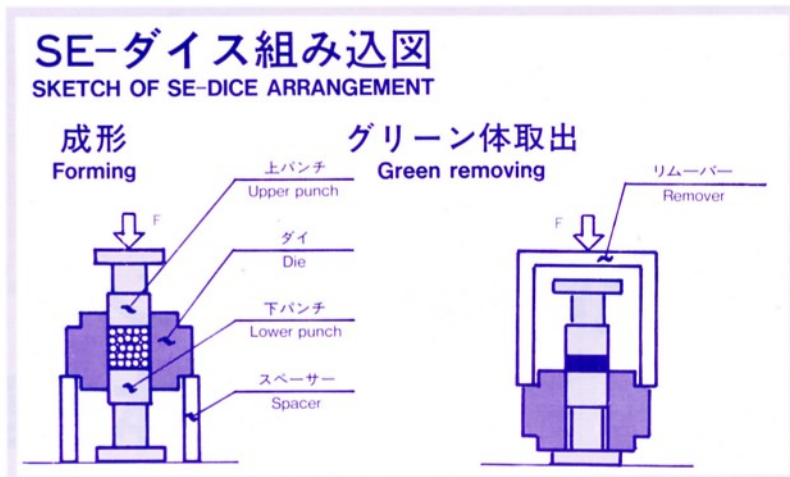 SE-ダイス組み込図
SKETCH OF SE-DICE ARRANGEMENT
成形
Forming
上パンチ
Upper punch
F
ダイ
Die
下パンチ
Lower punch
スペーサー
Spacer
グリーン体取出
Green removing
リムーバー
Remover
F